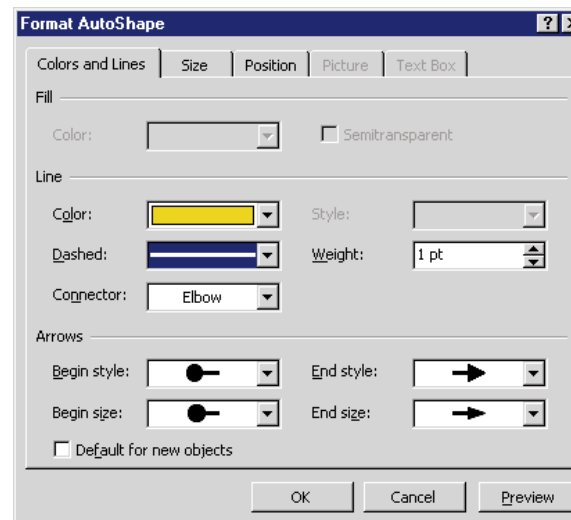 Format AutoShape ?
Colors and Lines Size Position Picture Text Box
Fill
Color: Semitransparent
Line
Color: Style:
Dashed: Weight: 1 pt
Connector: Elbow
Arrows
Begin style: End style:
Begin size: End size:
Default for new objects
OK Cancel Preview